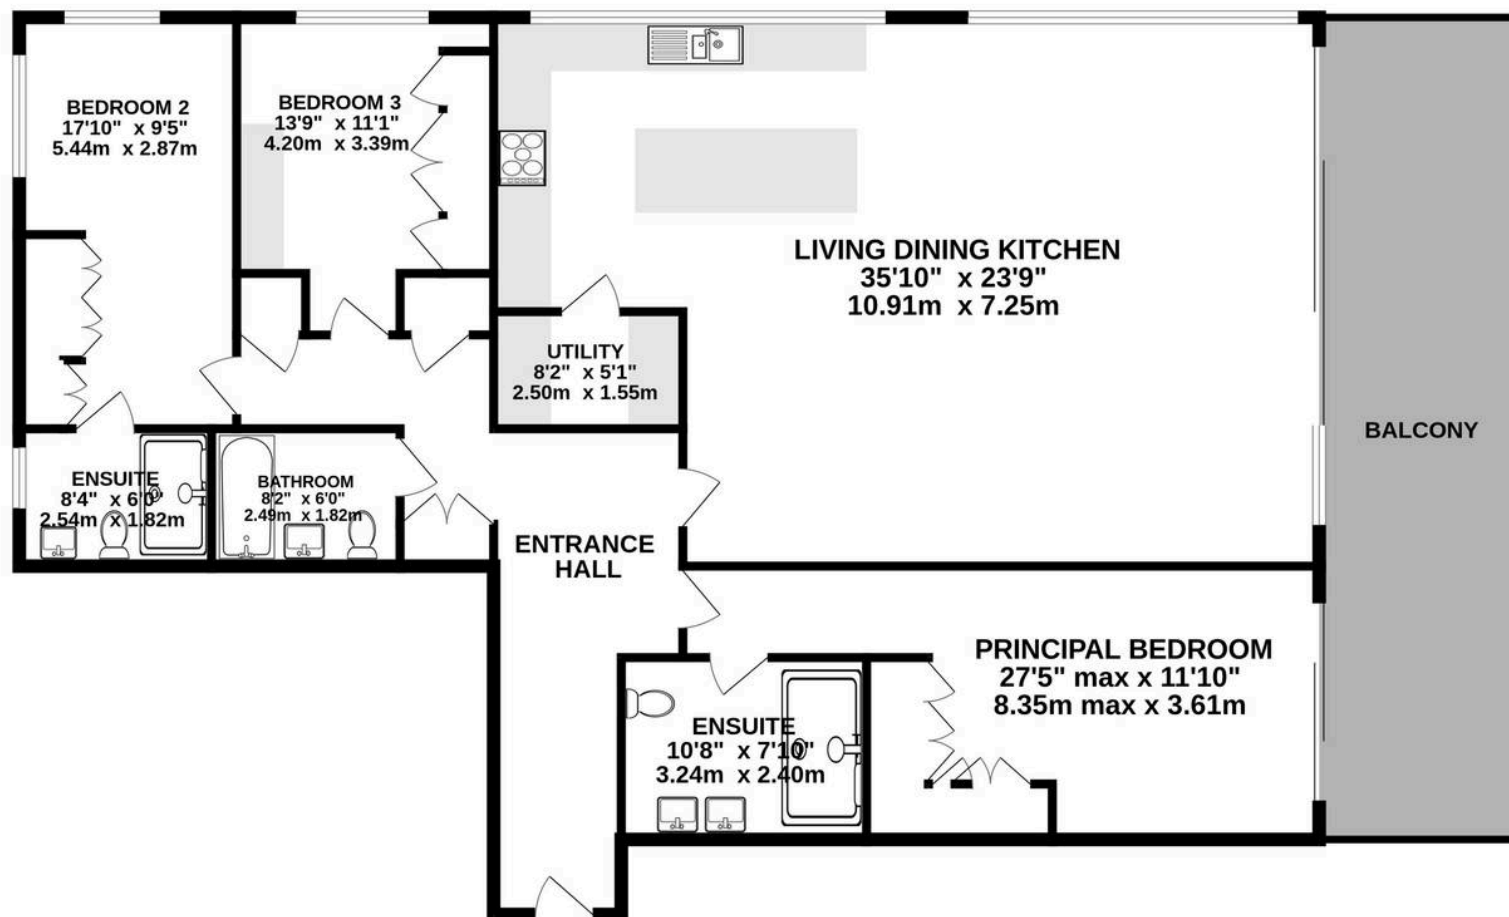 BEDROOM 2
17'10" x 9'5"
5.44m x 2.87m
BEDROOM 3
13'9" x 11'1"
4.20m x 3.39m
LIVING DINING KITCHEN
35'10" x 23'9"
10.91m x 7.25m
UTILITY
8'2" x 5'1"
2.50m x 1.55m
BALCONY
ENSUITE
8'4" x 6'0"
2.54m x 1.82m
BATHROOM
8'2" x 6'0"
2.49m x 1.82m
ENTRANCE
HALL
PRINCIPAL BEDROOM
27'5" max x 11'10"
8.35m max x 3.61m
ENSUITE
10'8" x 7'10"
3.24m x 2.40m